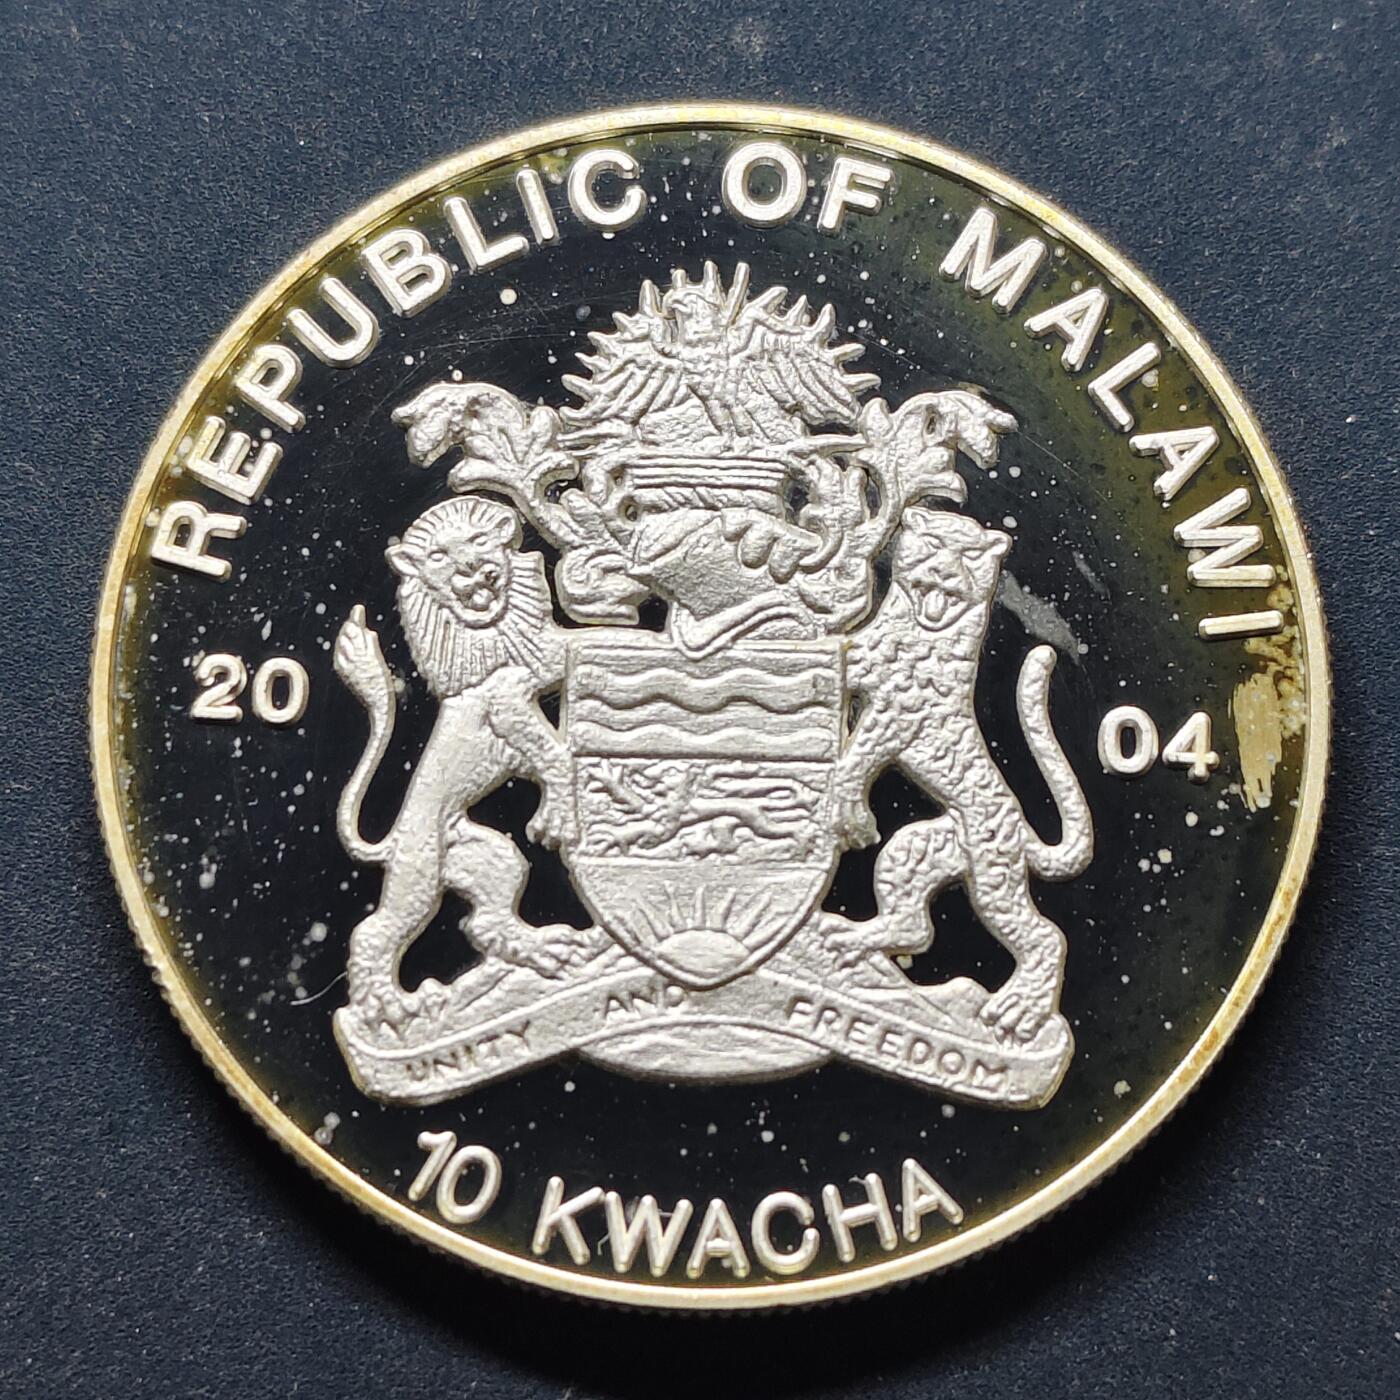 REPUBLIC OF MALAWI
20 04
UNITY AND FREEDOM
10 KWACHA